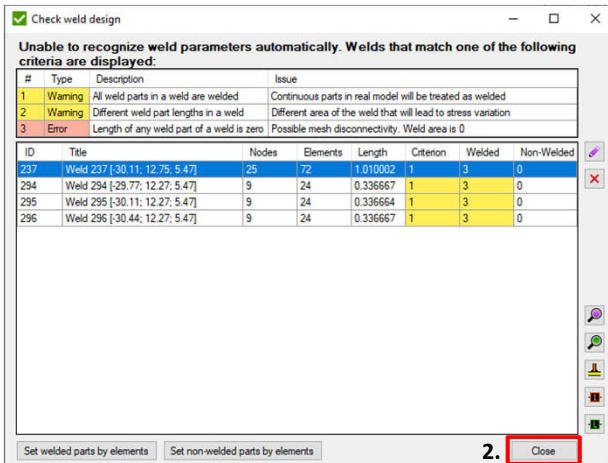 Check weld design
Unable to recognize weld parameters automatically. Welds that match one of the following
criteria are displayed:
# Type Description Issue
1 Warning All weld parts in a weld are welded Continuous parts in real model will be treated as welded
2 Warning Different weld part lengths in a weld Different area of the weld that will lead to stress variation
3 Error Length of any weld part of a weld is zero Possible mesh disconnectivity. Weld area is 0
ID Title Nodes Elements Length Criterion Welded Non-Welded
237 Weld 237 [-30.11; 12.75; 5.47] 25 72 1.010002 1 3 0
294 Weld 294 [-29.77; 12.27; 5.47] 9 24 0.336667 1 3 0
295 Weld 295 [-30.11; 12.27; 5.47] 9 24 0.336664 1 3 0
296 Weld 296 [-30.44; 12.27; 5.47] 9 24 0.336667 1 3 0
Set welded parts by elements Set non-welded parts by elements 2. Close